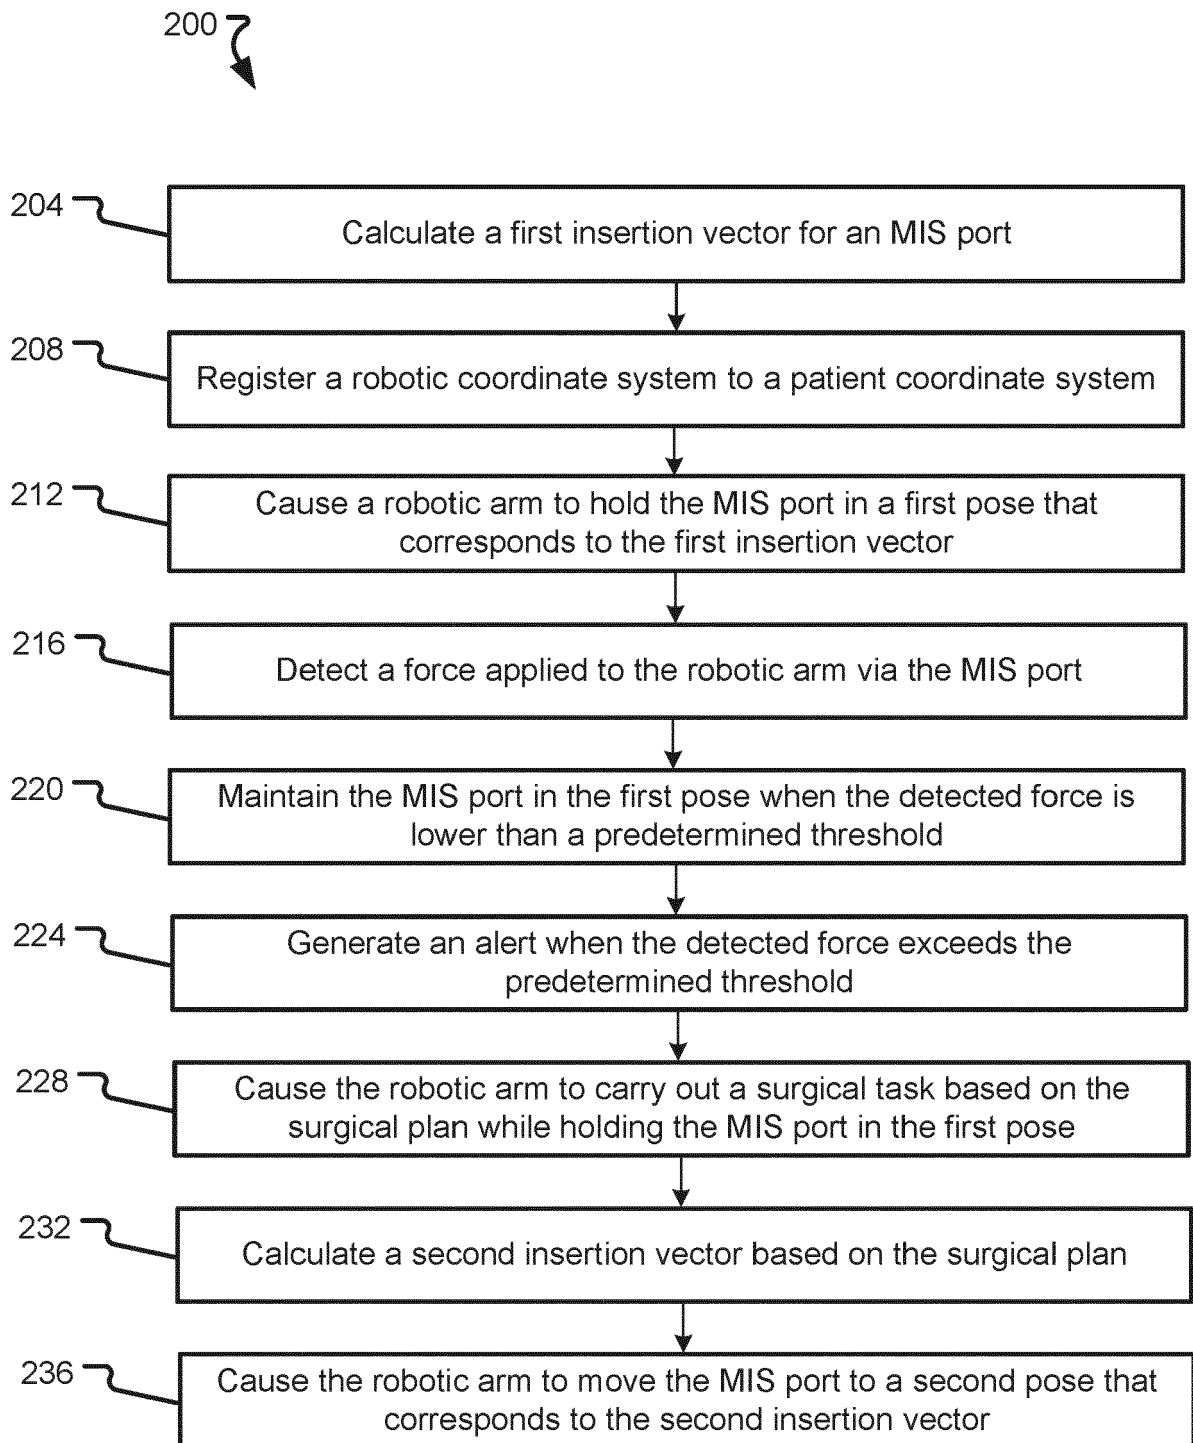 200
204
Calculate a first insertion vector for an MIS port
208
Register a robotic coordinate system to a patient coordinate system
212
Cause a robotic arm to hold the MIS port in a first pose that
corresponds to the first insertion vector
216
Detect a force applied to the robotic arm via the MIS port
220
Maintain the MIS port in the first pose when the detected force is
lower than a predetermined threshold
224
Generate an alert when the detected force exceeds the
predetermined threshold
228
Cause the robotic arm to carry out a surgical task based on the
surgical plan while holding the MIS port in the first pose
232
Calculate a second insertion vector based on the surgical plan
236
Cause the robotic arm to move the MIS port to a second pose that
corresponds to the second insertion vector